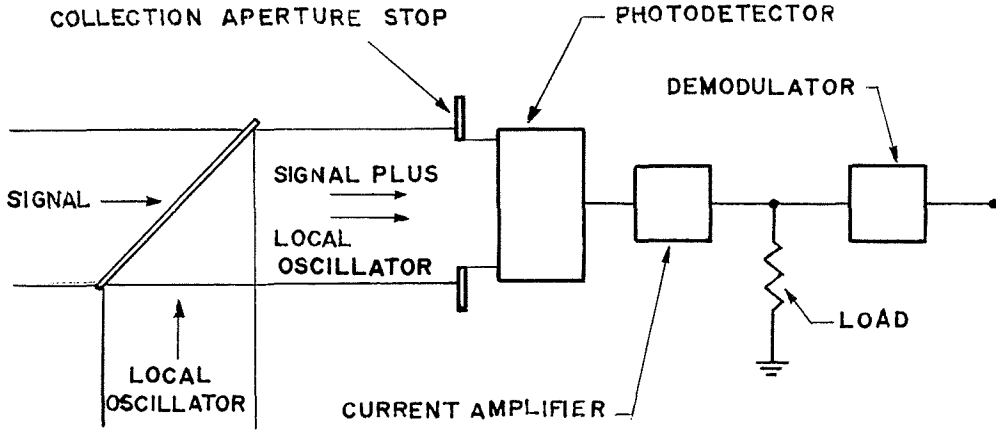 COLLECTION APERTURE STOP
PHOTODETECTOR
DEMODULATOR
SIGNAL
SIGNAL PLUS
LOCAL
OSCILLATOR
LOAD
LOCAL
OSCILLATOR
CURRENT AMPLIFIER